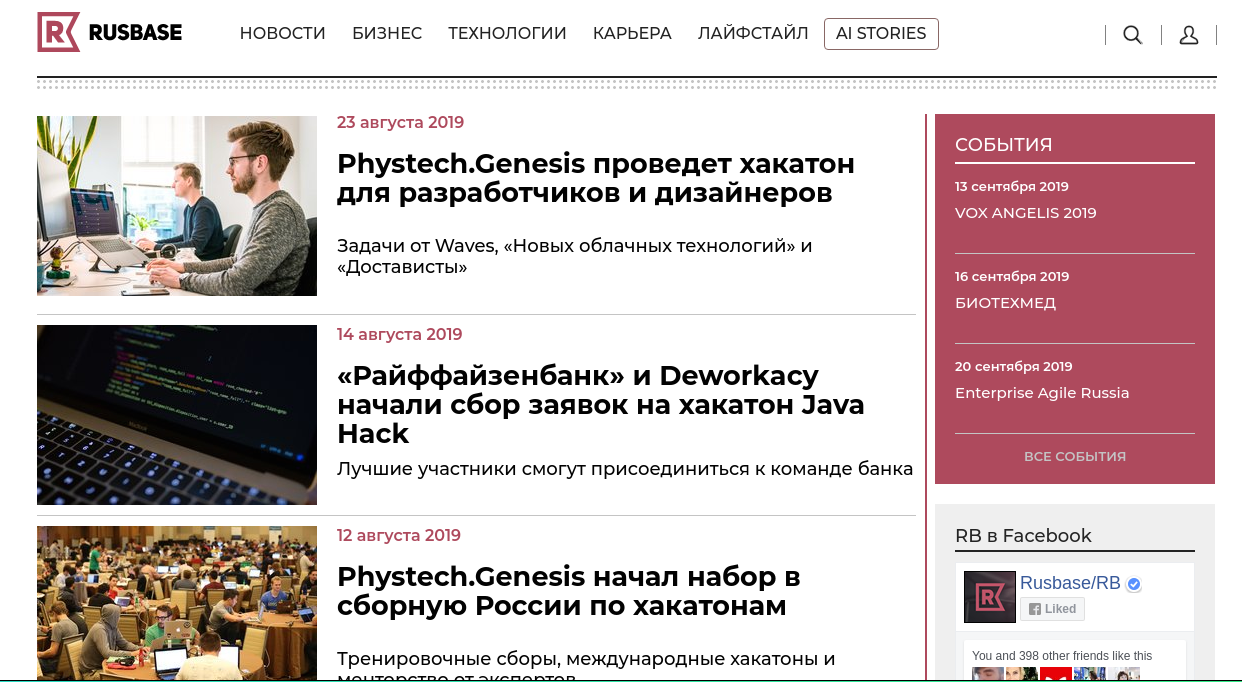 RUSBASE
НОВОСТИ БИЗНЕС ТЕХНОЛОГИИ КАРЬЕРА ЛАЙФСТАЙЛ AI STORIES
23 августа 2019
Phystech.Genesis проведет хакатон
для разработчиков и дизайнеров
Задачи от Waves, «Новых облачных технологий» и
«Достависты»
14 августа 2019
«Райффайзенбанк» и Deworkacy
начали сбор заявок на хакатон Java
Hack
Лучшие участники смогут присоединиться к команде банка
12 августа 2019
Phystech.Genesis начал набор в
сборную России по хакатонам
Тренировочные сборы, международные хакатоны и
менторство от экспертов
СОБЫТИЯ
13 сентября 2019
VOX ANGELIS 2019
16 сентября 2019
БИОТЕХМЕД
20 сентября 2019
Enterprise Agile Russia
ВСЕ СОБЫТИЯ
RB в Facebook
Rusbase/RB
Liked
You and 398 other friends like this